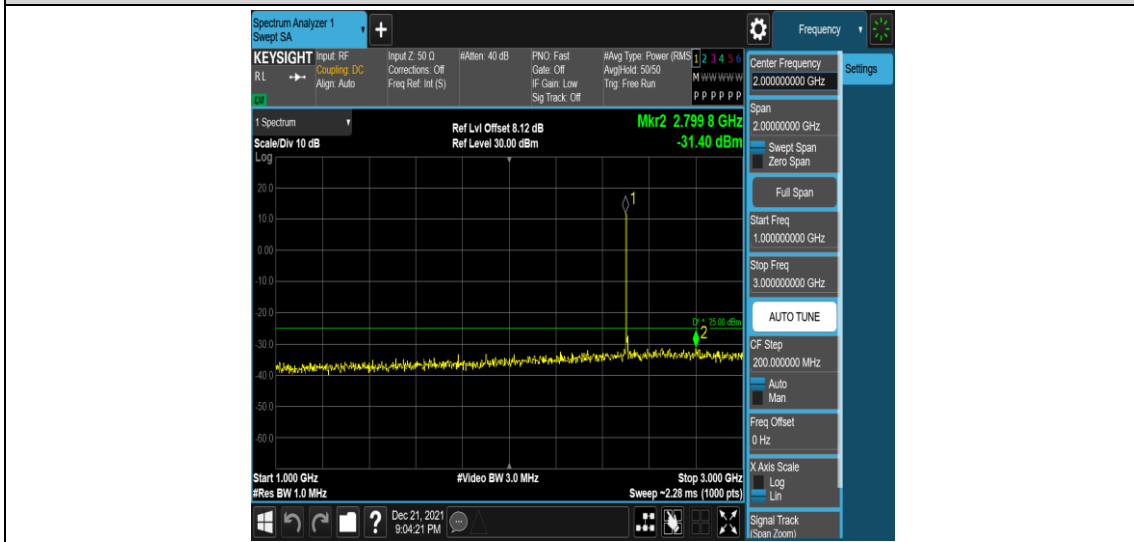 Spectrum Analyzer 1
Swept SA
Frequency
KEYSIGHT
RL
Input: RF
Coupling: DC
Align: Auto
Input Z: 50 Ω
Corrections: Off
Freq Ref: Int (S)
#Atten: 40 dB
PNO: Fast
Gate: Off
IF Gain: Low
Sig Track: Off
#Avg Type: Power (RMS
Avg|Hold: 50/50
Trig: Free Run
1 2 3 4 5 6
M W W W W W
P P P P P P
LXI
1 Spectrum
Scale/Div 10 dB
Log
Ref Lvl Offset 8.12 dB
Ref Level 30.00 dBm
Mkr2 2.799 8 GHz
-31.40 dBm
20.0
10.0
0.00
-10.0
-20.0
-30.0
-40.0
-50.0
-60.0
1
25.00 dBm
2
Start 1.000 GHz
#Res BW 1.0 MHz
#Video BW 3.0 MHz
Stop 3.000 GHz
Sweep ~2.28 ms (1000 pts)
Dec 21, 2021
9:04:21 PM
Center Frequency
2.000000000 GHz
Settings
Span
2.00000000 GHz
Swept Span
Zero Span
Full Span
Start Freq
1.000000000 GHz
Stop Freq
3.000000000 GHz
AUTO TUNE
CF Step
200.000000 MHz
Auto
Man
Freq Offset
0 Hz
X Axis Scale
Log
Lin
Signal Track
(Span Zoom)